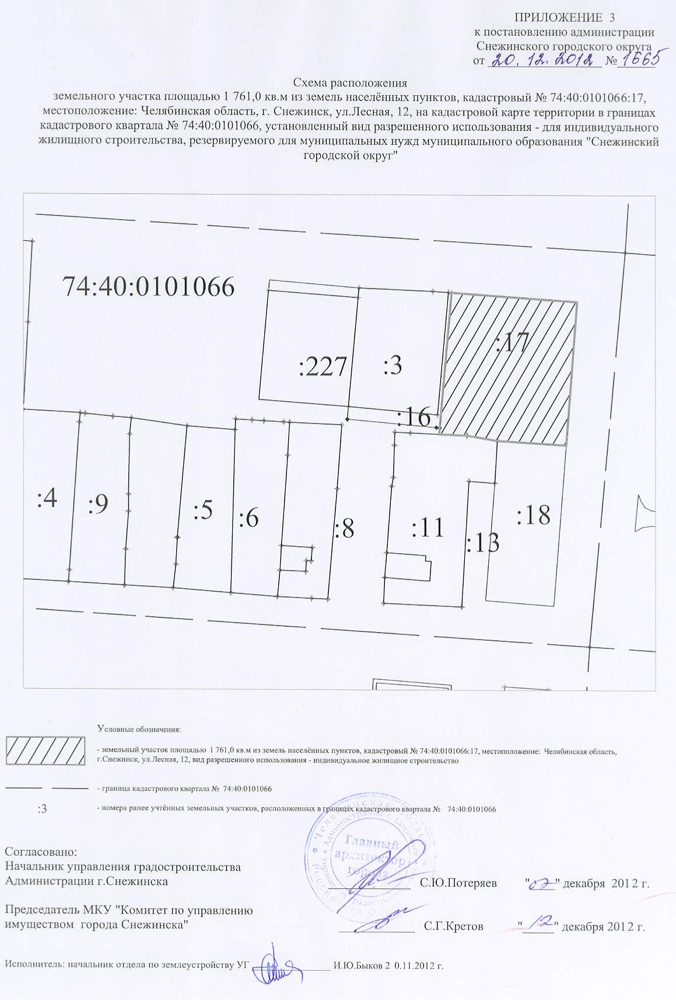 ПРИЛОЖЕНИЕ 3
к постановлению администрации
Снежинского городского округа
от 20.12.2012 № 1665
Схема расположения
земельного участка площадью 1 761,0 кв.м из земель населённых пунктов, кадастровый № 74:40:0101066:17,
местоположение: Челябинская область, г. Снежинск, ул.Лесная, 12, на кадастровой карте территории в границах
кадастрового квартала № 74:40:0101066, установленный вид разрешенного использования - для индивидуального
жилищного строительства, резервируемого для муниципальных нужд муниципального образования "Снежинский
городской округ"
74:40:0101066
:17
:227
:3
:16
:4
:9
:5
:6
:8
:11
:13
:18
Условные обозначения:
- земельный участок площадью 1 761,0 кв.м из земель населённых пунктов, кадастровый № 74:40:0101066:17, местоположение: Челябинская область,
г.Снежинск, ул.Лесная, 12, вид разрешенного использования - индивидуальное жилищное строительство
- граница кадастрового квартала № 74:40:0101066
:3
- номера ранее учтённых земельных участков, расположенных в границах кадастрового квартала № 74:40:0101066
Челябинская область
Администрация г. Снежинска
Главный
архитектор
города
Согласовано:
Начальник управления градостроительства
Администрации г.Снежинска
С.Ю.Потеряев "07" декабря 2012 г.
Председатель МКУ "Комитет по управлению
имуществом города Снежинска"
С.Г.Кретов "12" декабря 2012 г.
Исполнитель: начальник отдела по землеустройству УГ И.Ю.Быков 2 0.11.2012 г.